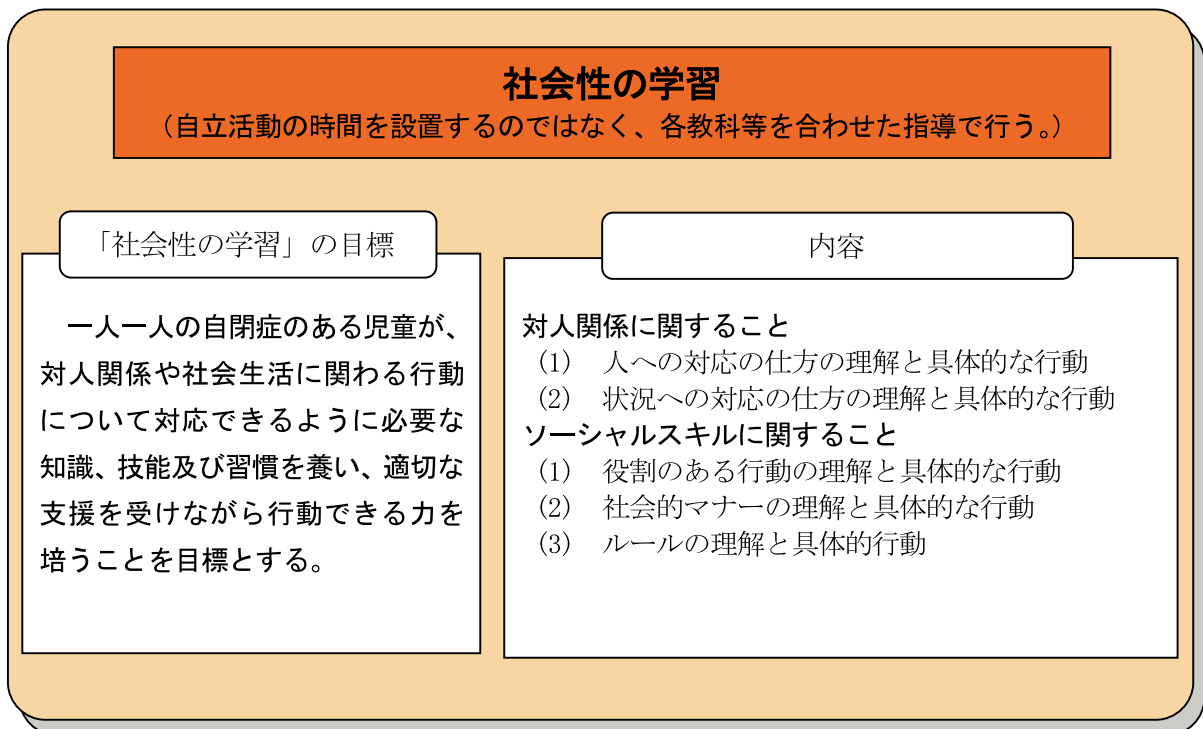 社会性の学習
(自立活動の時間を設置するのではなく、各教科等を合わせた指導で行う。)
「社会性の学習」の目標
一人一人の自閉症のある児童が、
対人関係や社会生活に関わる行動
について対応できるように必要な
知識、技能及び習慣を養い、適切な
支援を受けながら行動できる力を
培うことを目標とする。
内容
対人関係に関すること
(1) 人への対応の仕方の理解と具体的な行動
(2) 状況への対応の仕方の理解と具体的な行動
ソーシャルスキルに関すること
(1) 役割のある行動の理解と具体的な行動
(2) 社会的マナーの理解と具体的な行動
(3) ルールの理解と具体的行動